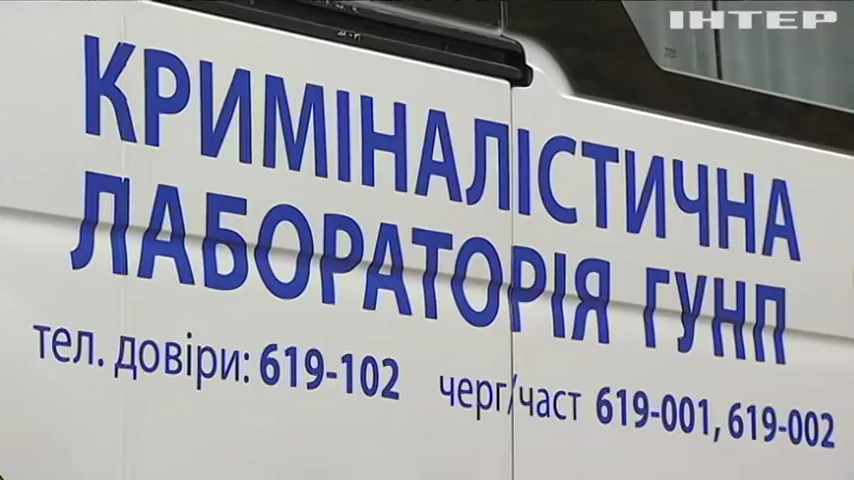 ІНТЕР
КРИМІНАЛІСТИЧНА
ЛАБОРАТОРІЯ ГУНП
тел. довіри: 619-102 черг/част 619-001, 619-002